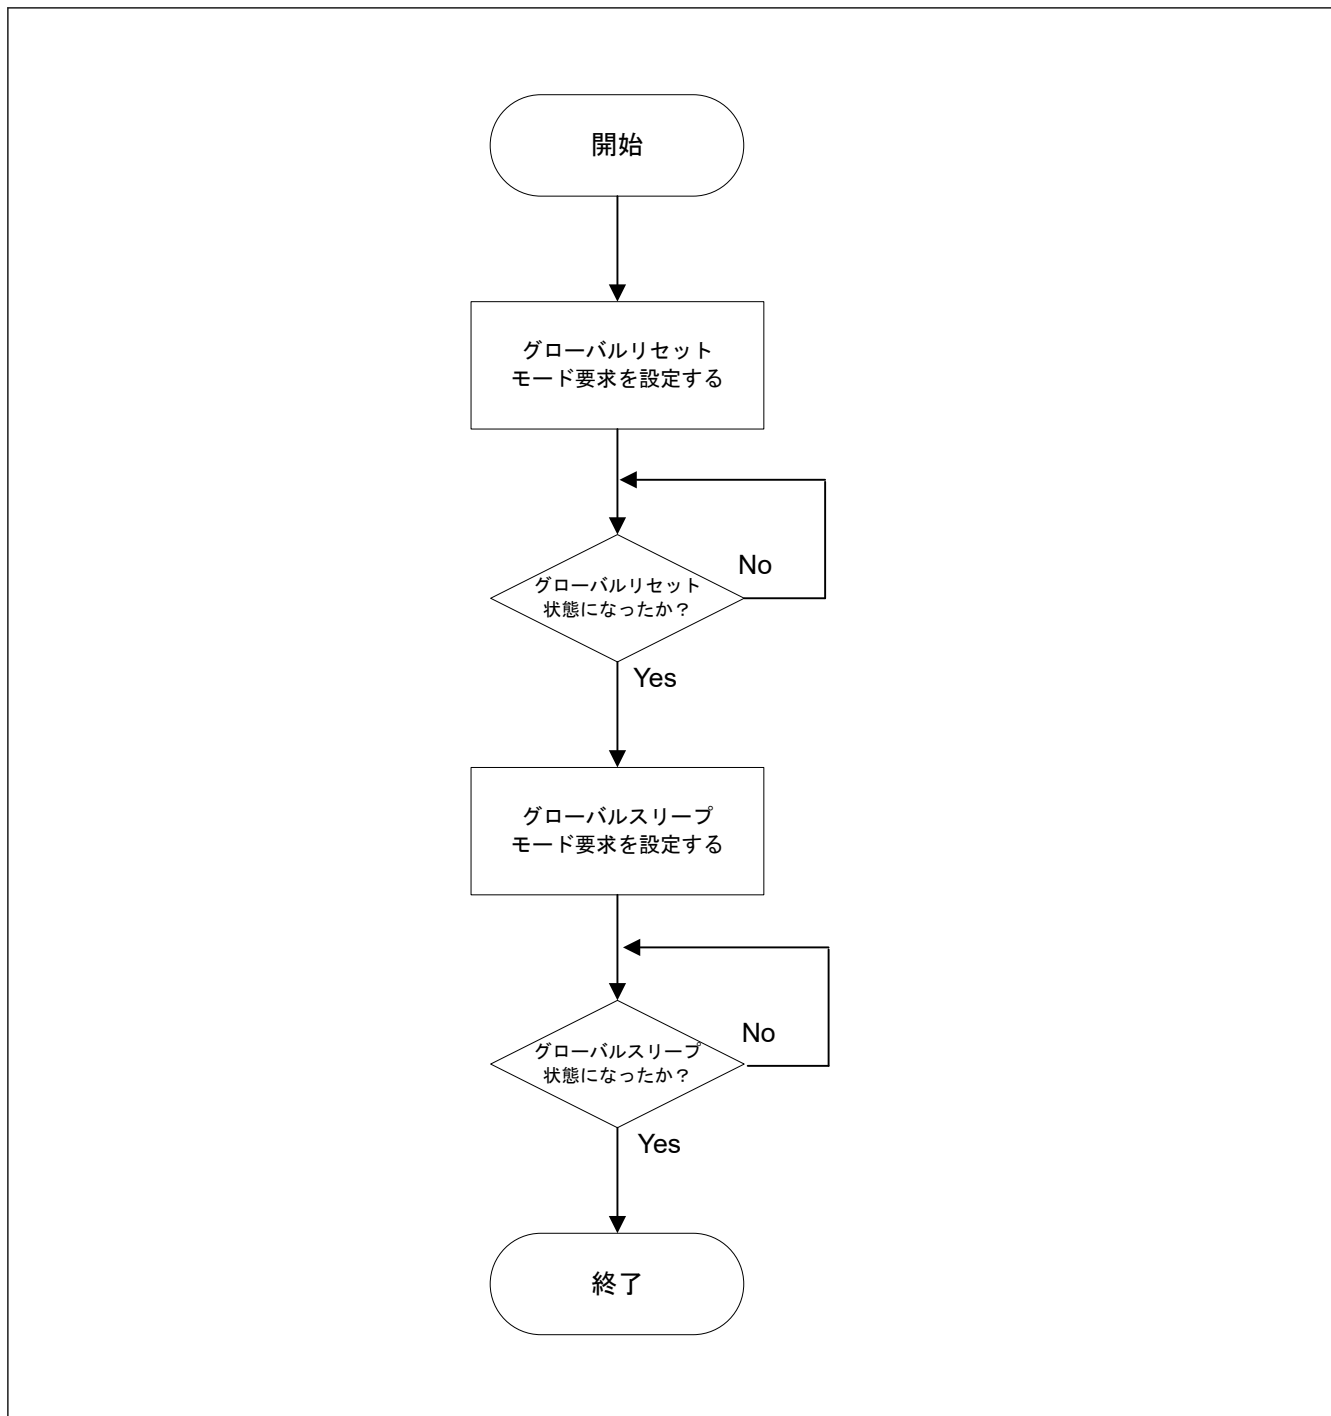 開始
グローバルリセット
モード要求を設定する
No
グローバルリセット
状態になったか？
Yes
グローバルスリープ
モード要求を設定する
No
グローバルスリープ
状態になったか？
Yes
終了